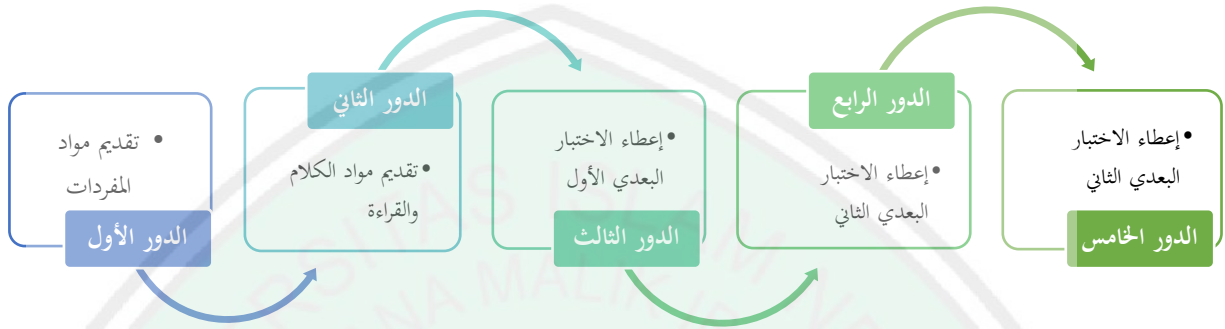 • تقديم مواد
المفردات
الدور الأول
الدور الثاني
• تقديم مواد الكلام
والقراءة
• إعطاء الاختبار
البعدي الأول
الدور الثالث
الدور الرابع
• إعطاء الاختبار
البعدي الثاني
• إعطاء الاختبار
البعدي الثاني
الدور الخامس